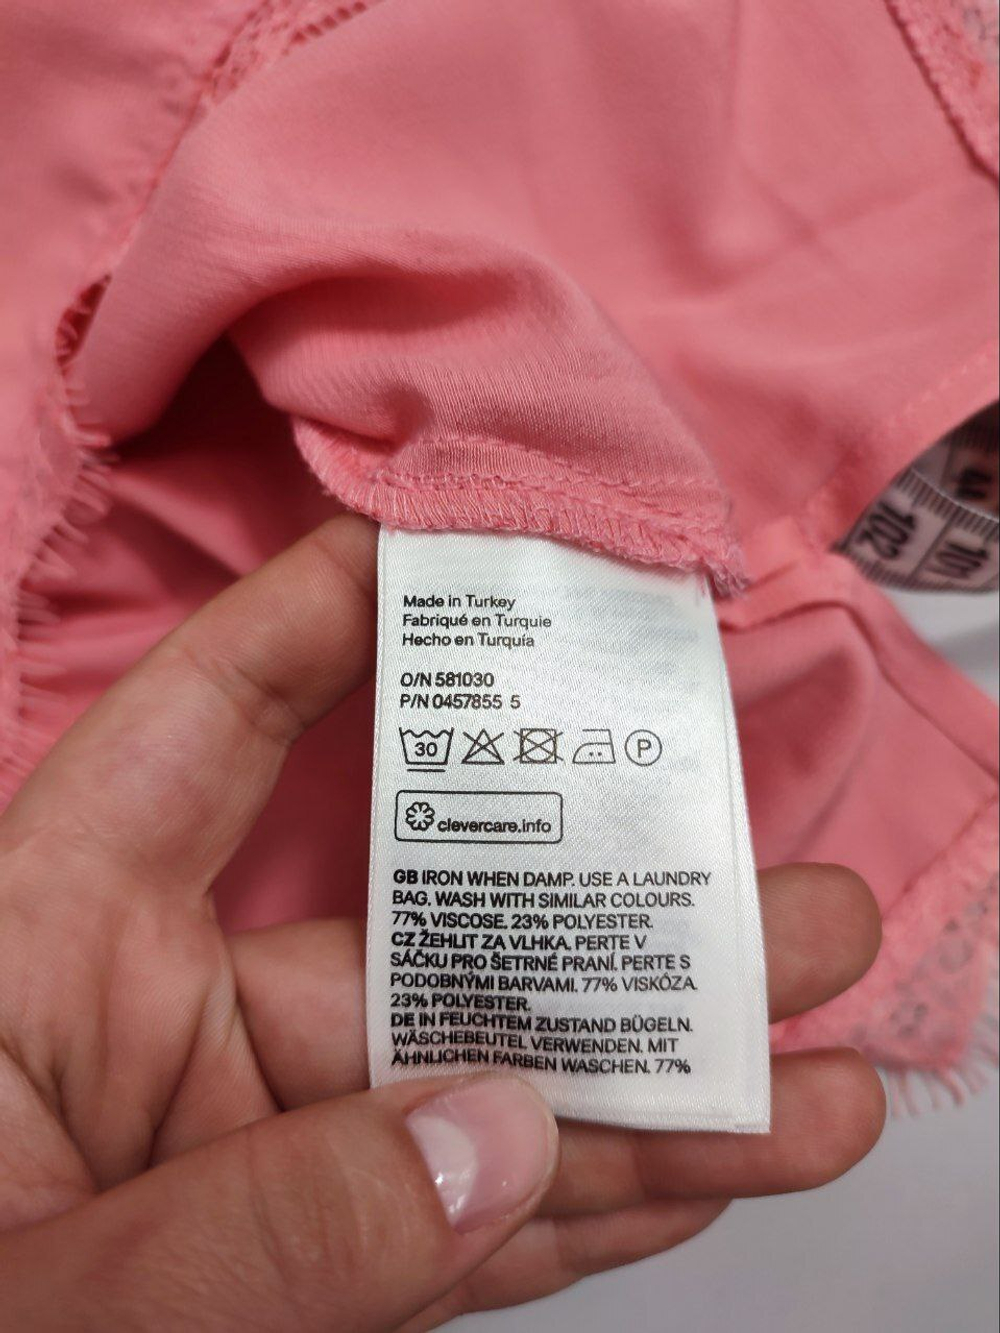 Made in Turkey
Fabriqué en Turquie
Hecho en Turquía
O/N 581030
P/N 0457855 5
30 P
clevercare.info
GB IRON WHEN DAMP. USE A LAUNDRY
BAG. WASH WITH SIMILAR COLOURS.
77% VISCOSE. 23% POLYESTER.
CZ ŽEHLIT ZA VLHKA. PERTE V
SÁČKU PRO ŠETRNÉ PRANÍ. PERTE S
PODOBNÝMI BARVAMI. 77% VISKÓZA.
23% POLYESTER.
DE IN FEUCHTEM ZUSTAND BÜGELN.
WÄSCHEBEUTEL VERWENDEN. MIT
ÄHNLICHEN FARBEN WASCHEN. 77%
44
102 101